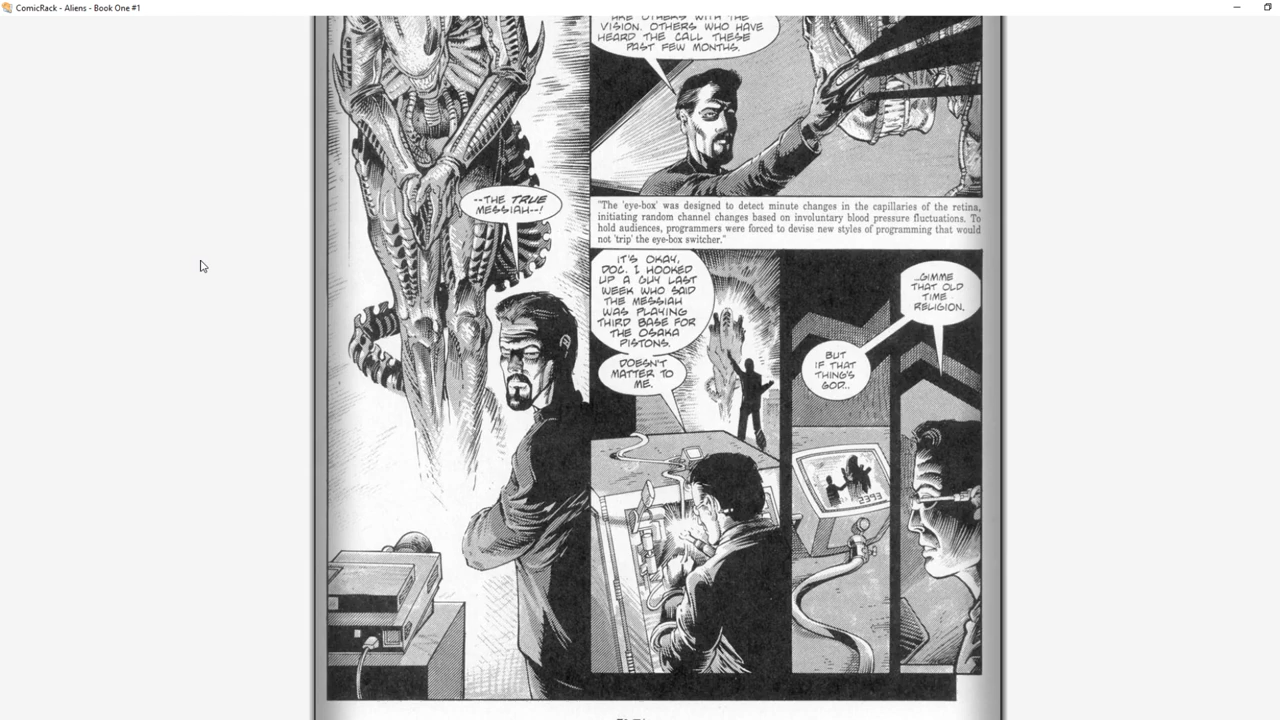 ComicRack - Aliens - Book One #1
--THE TRUE
MESSIAH--!
ARE OTHERS WITH THE
VISION. OTHERS WHO HAVE
HEARD THE CALL THESE
PAST FEW MONTHS.
"The 'eye-box' was designed to detect minute changes in the capillaries of the retina,
initiating random channel changes based on involuntary blood pressure fluctuations. To
hold audiences, programmers were forced to devise new styles of programming that would
not 'trip' the eye-box switcher."
IT'S OKAY,
DOC. I HOOKED
UP A GUY LAST
WEEK WHO SAID
THE MESSIAH
WAS PLAYING
THIRD BASE FOR
THE OSAKA
PISTONS.
DOESN'T
MATTER TO
ME.
BUT
IF THAT
THING'S
GOD...
...GIMME
THAT OLD
TIME
RELIGION.
2393